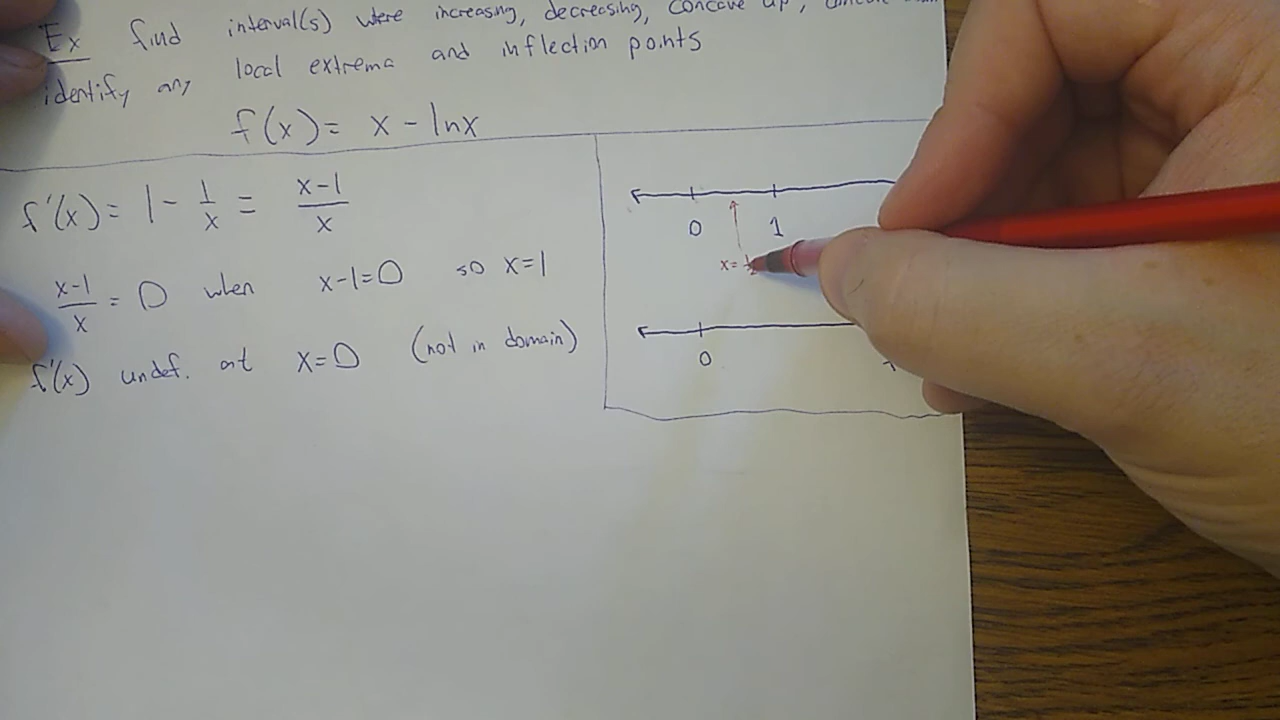 Ex find interval(s) where increasing, decreasing, concave up,
identify any local extrema and inflection points
f(x) = x - lnx
f'(x) = 1 - 1/x = x-1/x
x-1/x = 0 when x-1=0 so x=1
f'(x) undef. at x=0 (not in domain)
0 1
x=
0